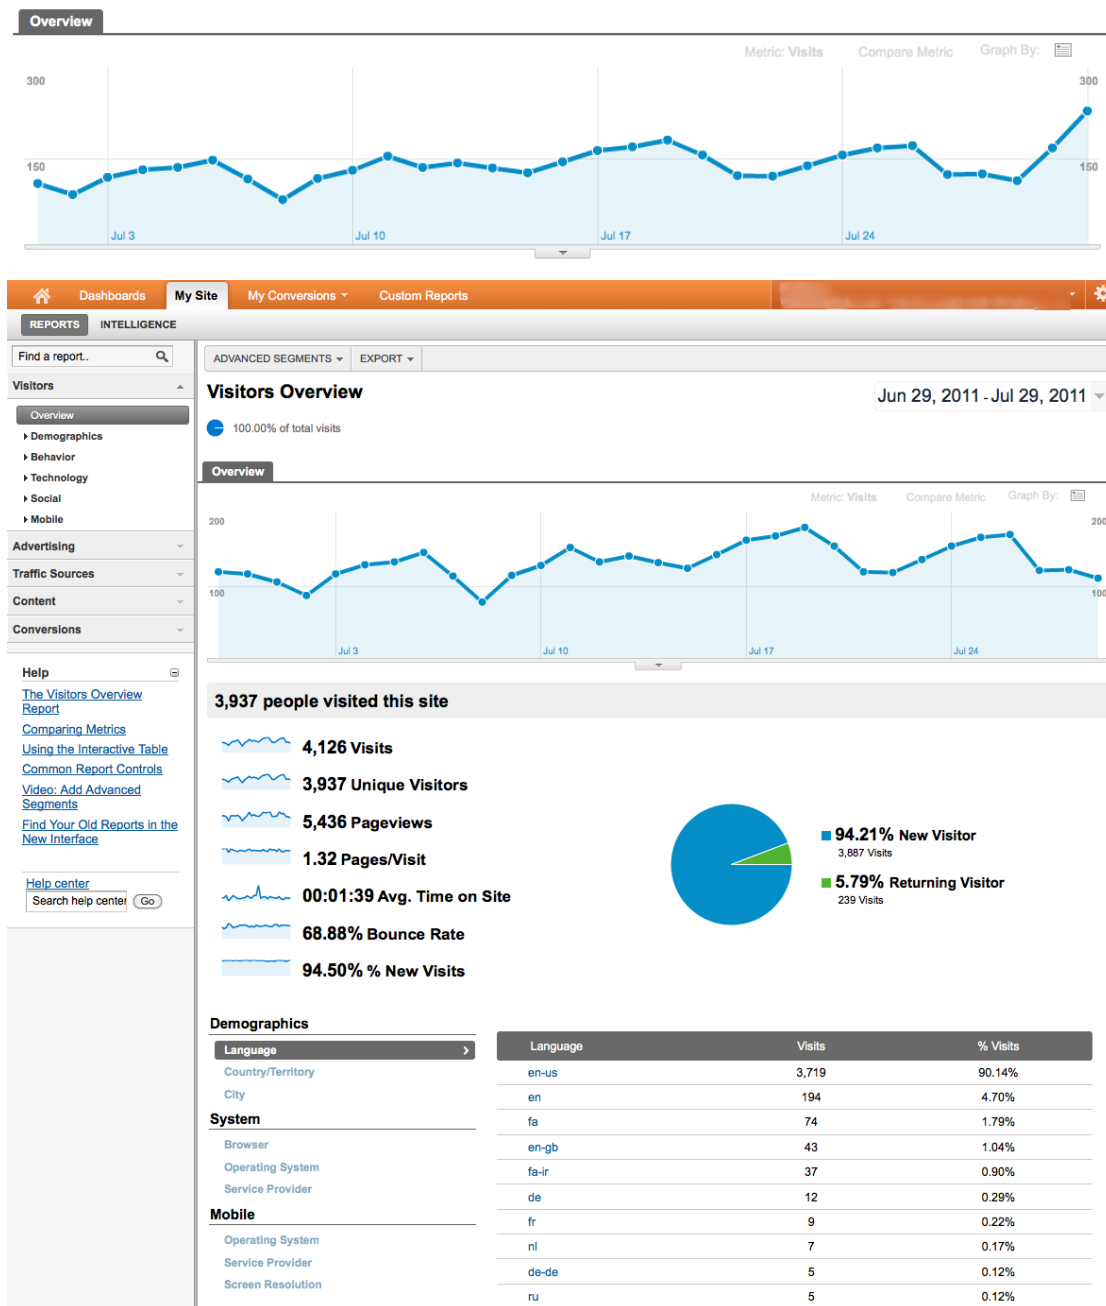 Overview
Metric: Visits Compare Metric Graph By:
300 300
150 150
Jul 3 Jul 10 Jul 17 Jul 24
Dashboards My Site My Conversions Custom Reports
REPORTS INTELLIGENCE
Find a report..
Visitors
Overview
Demographics
Behavior
Technology
Social
Mobile
Advertising
Traffic Sources
Content
Conversions
Help
The Visitors Overview
Report
Comparing Metrics
Using the Interactive Table
Common Report Controls
Video: Add Advanced
Segments
Find Your Old Reports in the
New Interface
Help center
Search help center Go
ADVANCED SEGMENTS EXPORT
Visitors Overview
Jun 29, 2011 - Jul 29, 2011
100.00% of total visits
Overview
Metric: Visits Compare Metric Graph By:
200 200
100 100
Jul 3 Jul 10 Jul 17 Jul 24
3,937 people visited this site
4,126 Visits
3,937 Unique Visitors
5,436 Pageviews
1.32 Pages/Visit
00:01:39 Avg. Time on Site
68.88% Bounce Rate
94.50% % New Visits
94.21% New Visitor
3,887 Visits
5.79% Returning Visitor
239 Visits
Demographics
Language
Country/Territory
City
System
Browser
Operating System
Service Provider
Mobile
Operating System
Service Provider
Screen Resolution
Language Visits % Visits
en-us 3,719 90.14%
en 194 4.70%
fa 74 1.79%
en-gb 43 1.04%
fa-ir 37 0.90%
de 12 0.29%
fr 9 0.22%
nl 7 0.17%
de-de 5 0.12%
ru 5 0.12%